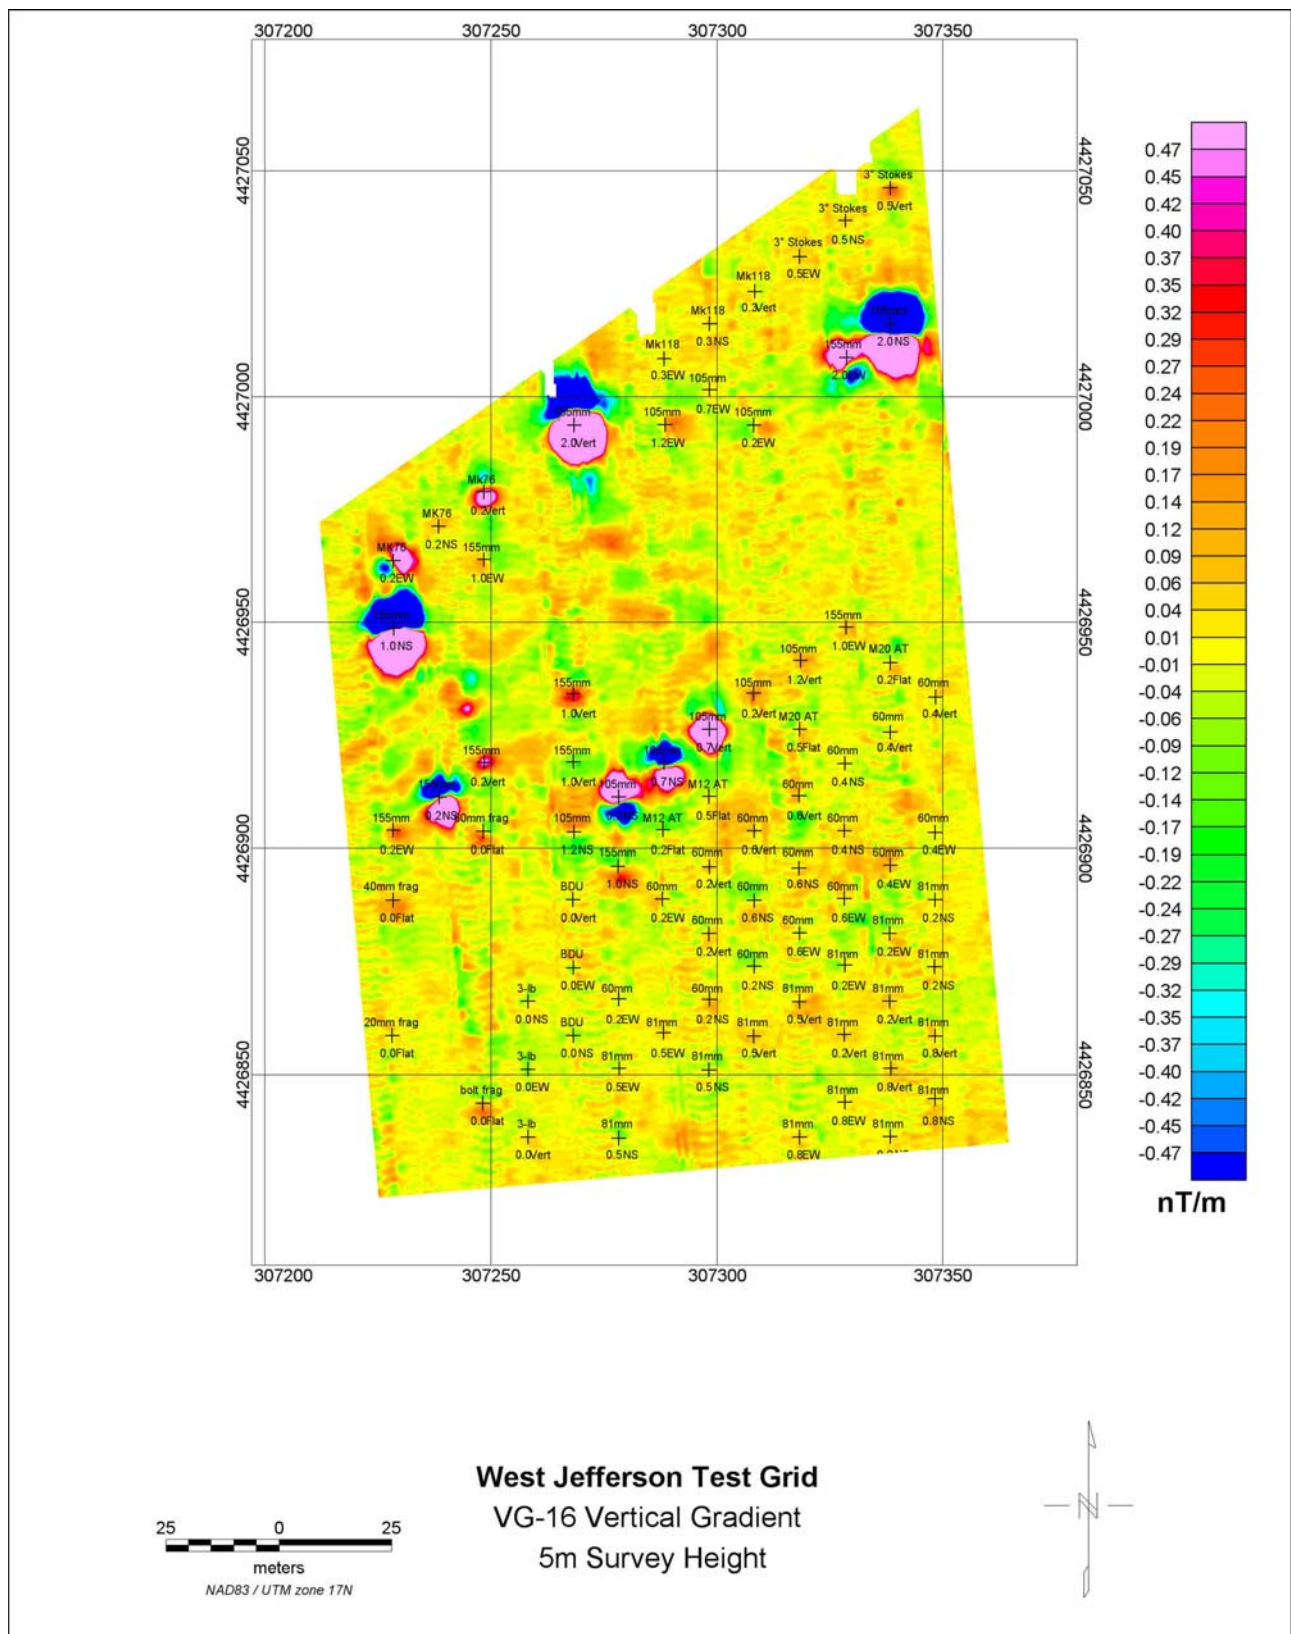 307200 307250 307300 307350
4427050 4427050
4427000 4427000
4426950 4426950
4426900 4426900
4426850 4426850
3" Stokes
0.5Vert
3" Stokes
0.5NS
3" Stokes
0.5EW
Mk118
0.3Vert
Mk118
0.3NS
155mm
2.0NS
Mk118
0.3EW
155mm
105mm
0.7EW
2.0Vert
105mm
1.2EW
105mm
0.2EW
Mk76
0.2Vert
MK76
0.2NS
MK76
0.2EW
155mm
1.0EW
155mm
1.0NS
155mm
1.0EW
105mm
1.2Vert
M20 AT
0.2Flat
155mm
1.0Vert
105mm
0.2Vert
60mm
0.4Vert
105mm
0.7Vert
M20 AT
0.5Flat
60mm
0.4Vert
155mm
0.2Vert
155mm
1.0Vert
0.7NS
60mm
0.4NS
0.2NS
105mm
M12 AT
0.5Flat
60mm
0.6Vert
155mm
0.2EW
0.0Flat
105mm
1.2NS
M12 AT
0.2Flat
60mm
0.6Vert
60mm
0.4NS
60mm
0.4EW
155mm
1.0NS
60mm
0.2Vert
60mm
0.6NS
60mm
0.4EW
40mm frag
0.0Flat
BDU
0.0Vert
60mm
0.2EW
60mm
0.6NS
60mm
0.6EW
81mm
0.2NS
60mm
0.2Vert
60mm
0.6EW
81mm
0.2EW
BDU
0.0EW
60mm
0.2NS
81mm
0.2EW
81mm
0.2NS
3-lb
0.0NS
60mm
0.2EW
60mm
0.2NS
81mm
0.5Vert
81mm
0.2Vert
20mm frag
0.0Flat
BDU
0.0NS
81mm
0.5EW
81mm
0.5Vert
81mm
0.2Vert
81mm
0.8Vert
3-lb
0.0EW
81mm
0.5EW
81mm
0.5NS
81mm
0.8Vert
bolt frag
0.0Flat
81mm
0.8EW
81mm
0.8NS
3-lb
0.0Vert
81mm
0.5NS
81mm
0.8EW
81mm
307200 307250 307300 307350
0.47
0.45
0.42
0.40
0.37
0.35
0.32
0.29
0.27
0.24
0.22
0.19
0.17
0.14
0.12
0.09
0.06
0.04
0.01
-0.01
-0.04
-0.06
-0.09
-0.12
-0.14
-0.17
-0.19
-0.22
-0.24
-0.27
-0.29
-0.32
-0.35
-0.37
-0.40
-0.42
-0.45
-0.47
nT/m
West Jefferson Test Grid
VG-16 Vertical Gradient
5m Survey Height
25 0 25
meters
NAD83 / UTM zone 17N
N